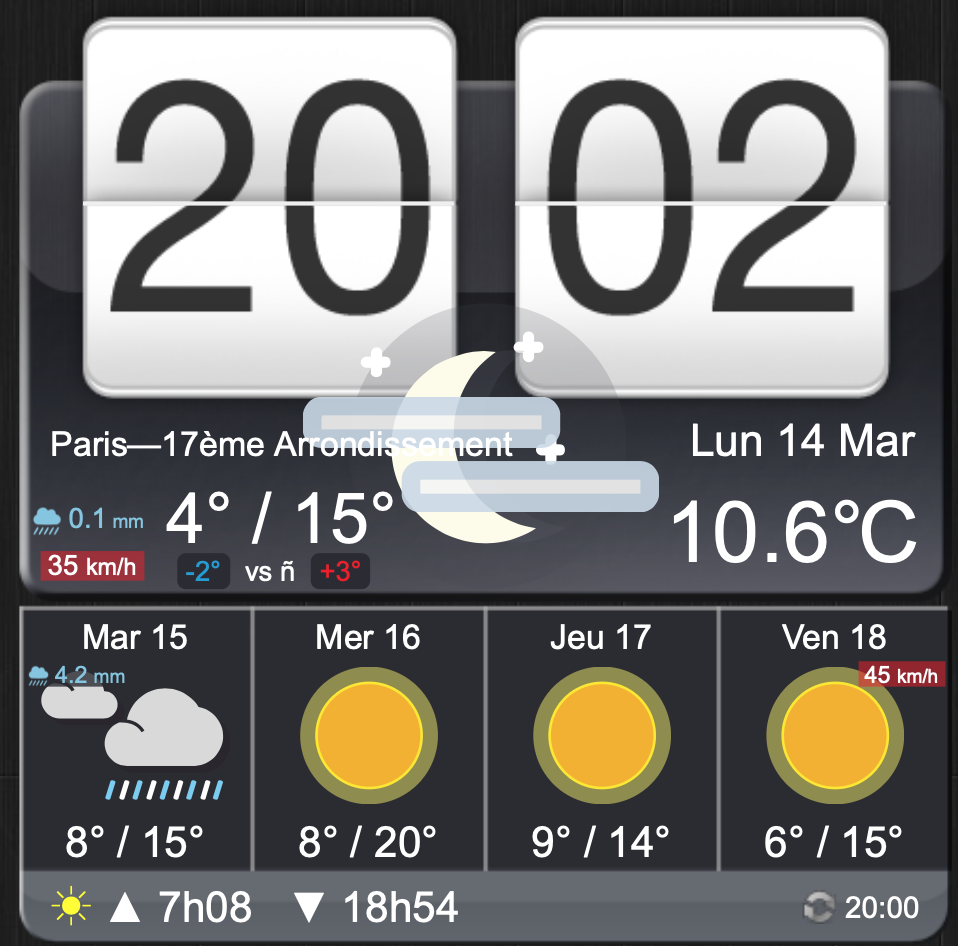 20 02
Paris—17ème Arrondissement
Lun 14 Mar
0.1 mm
4° / 15°
10.6°C
35 km/h
-2° vs ñ +3°
Mar 15
Mer 16
Jeu 17
Ven 18
4.2 mm
45 km/h
8° / 15°
8° / 20°
9° / 14°
6° / 15°
▲ 7h08 ▼ 18h54
20:00